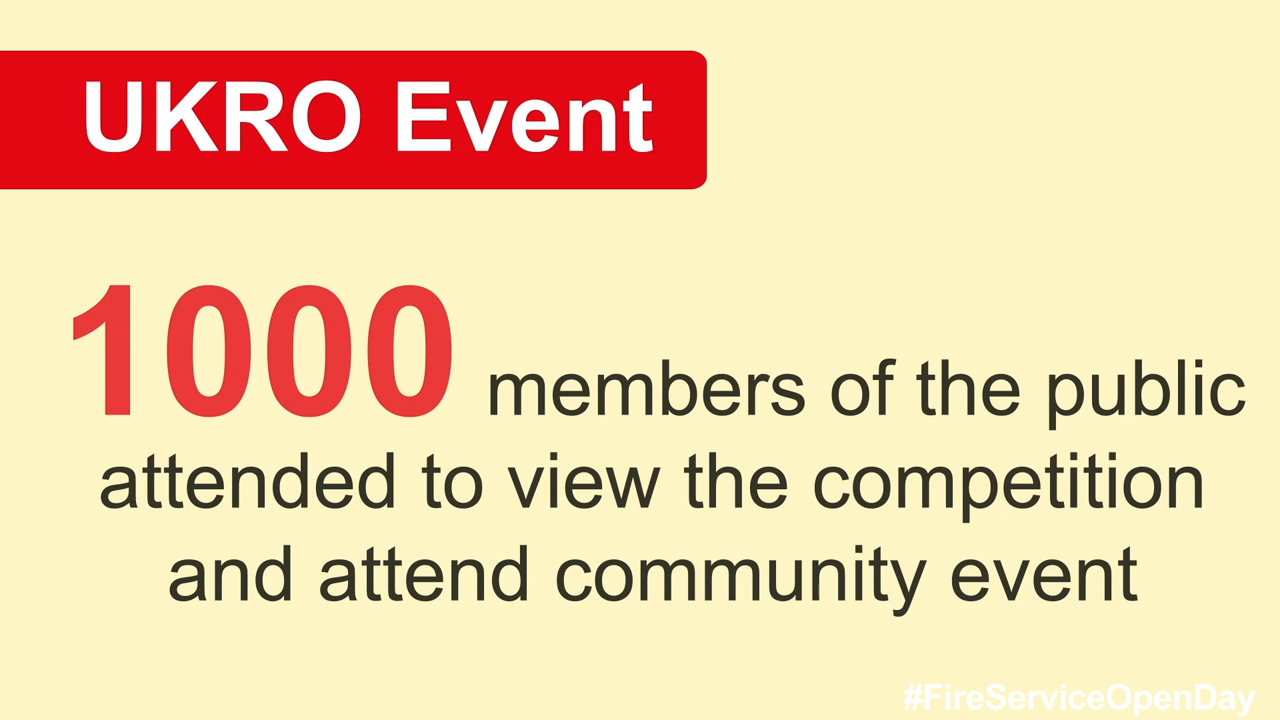 UKRO Event
1000 members of the public
attended to view the competition
and attend community event
#FireServiceOpenDay